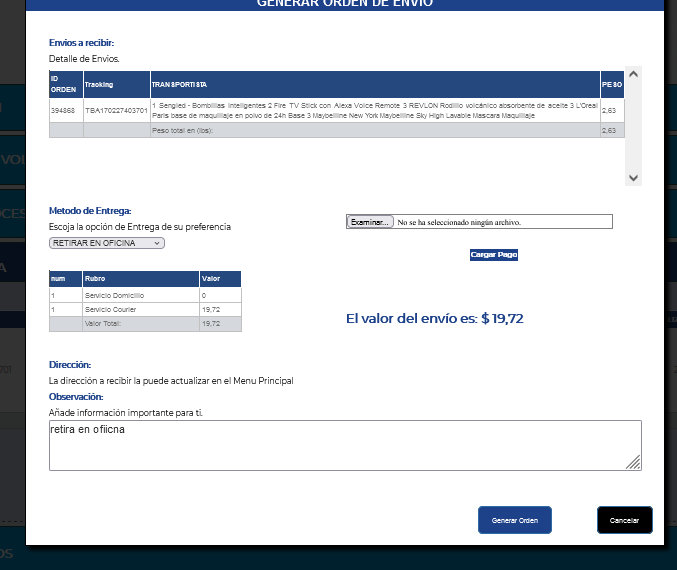 GENERAR ORDEN DE ENVÍO
Envios a recibir:
Detalle de Envios.
ID ORDEN Tracking TRANSPORTISTA PESO
394868 TBA170227403701 1 Sengled - Bombillas Inteligentes 2 Fire TV Stick con Alexa Voice Remote 3 REVLON Rodillo volcánico absorbente de aceite 3 L'Oreal 2,63
Paris base de maquillaje en polvo de 24h Base 3 Maybelline New York Maybelline Sky High Lavable Mascara Maquillaje
Peso total en (lbs): 2,63
Metodo de Entrega:
Escoja la opción de Entrega de su preferencia
RETIRAR EN OFICINA
Examinar... No se ha seleccionado ningún archivo.
Cargar Pago
num Rubro Valor
1 Servicio Domicilio 0
1 Servicio Courier 19,72
Valor Total: 19,72
El valor del envío es: $ 19,72
Dirección:
La dirección a recibir la puede actualizar en el Menu Principal
Observación:
Añade información importante para ti.
retira en ofiicna
Generar Orden Cancelar